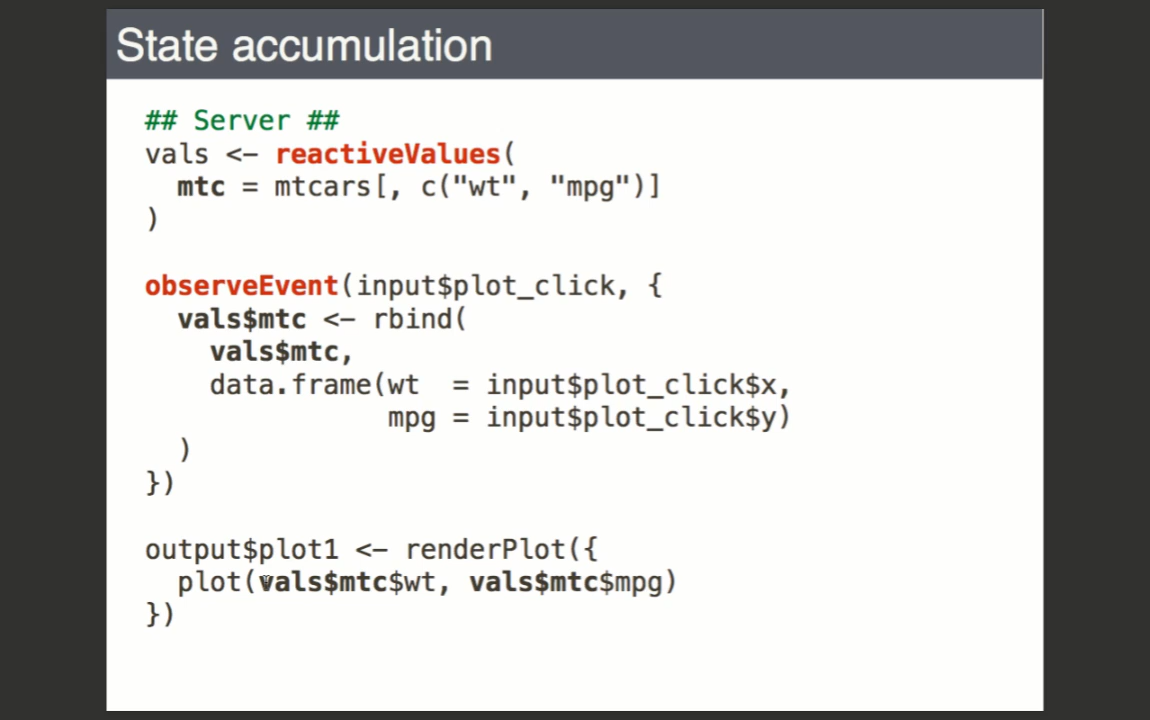 State accumulation
## Server ##
vals <- reactiveValues(
  mtc = mtcars[, c("wt", "mpg")]
)
observeEvent(input$plot_click, {
  vals$mtc <- rbind(
    vals$mtc,
    data.frame(wt  = input$plot_click$x,
               mpg = input$plot_click$y)
  )
})
output$plot1 <- renderPlot({
  plot(vals$mtc$wt, vals$mtc$mpg)
})